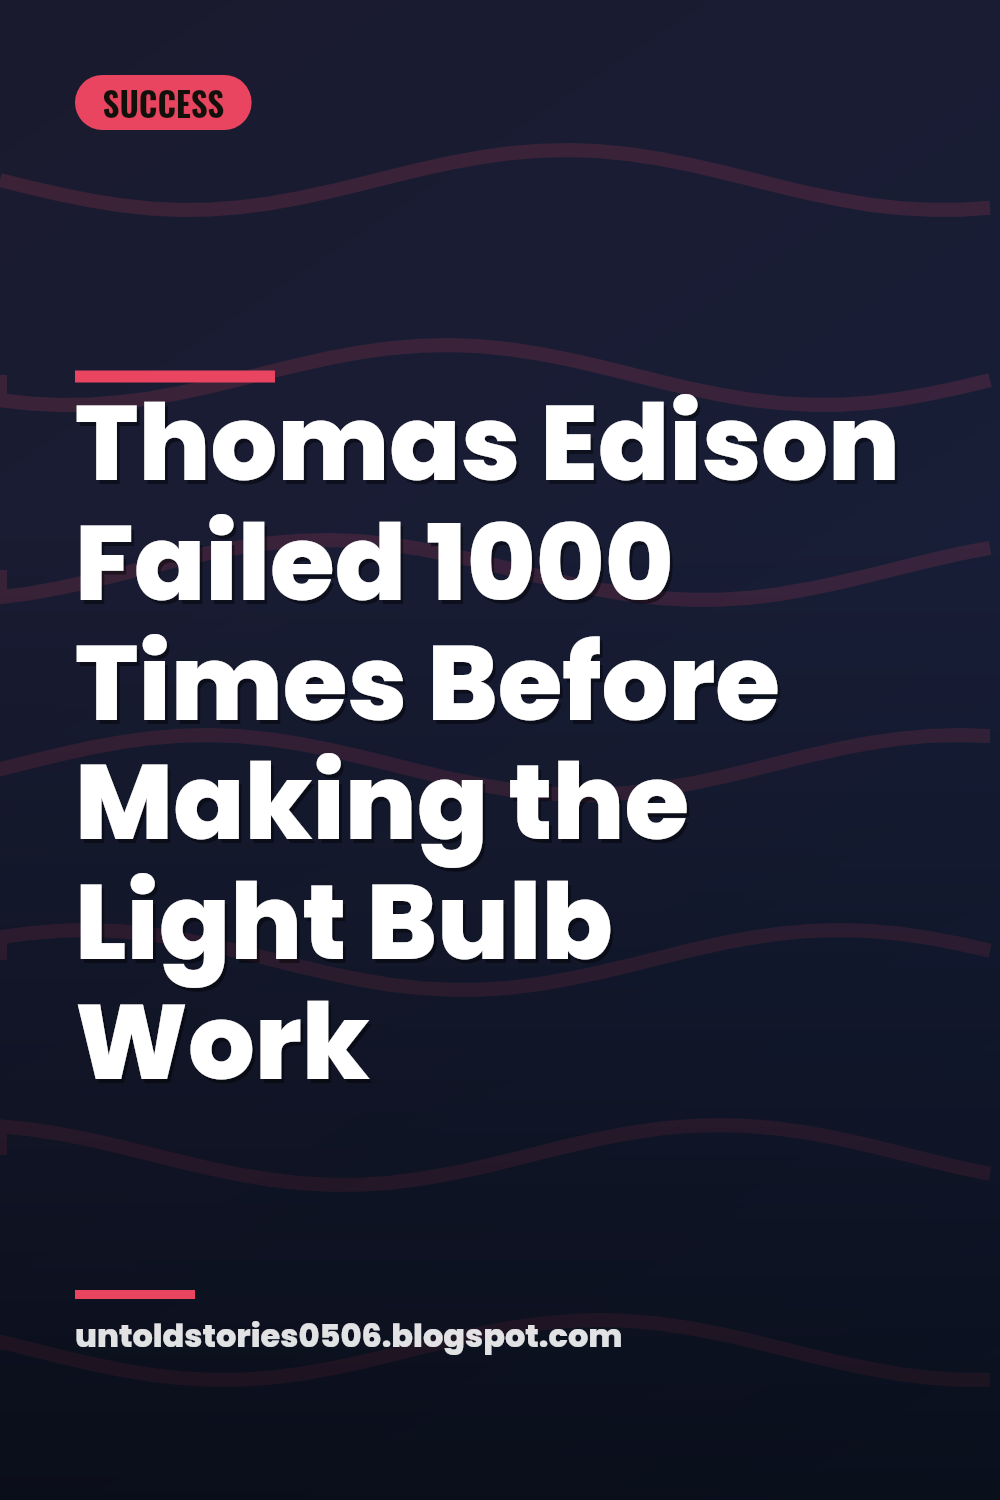 SUCCESS
Thomas Edison
Failed 1000
Times Before
Making the
Light Bulb
Work
untoldstories0506.blogspot.com